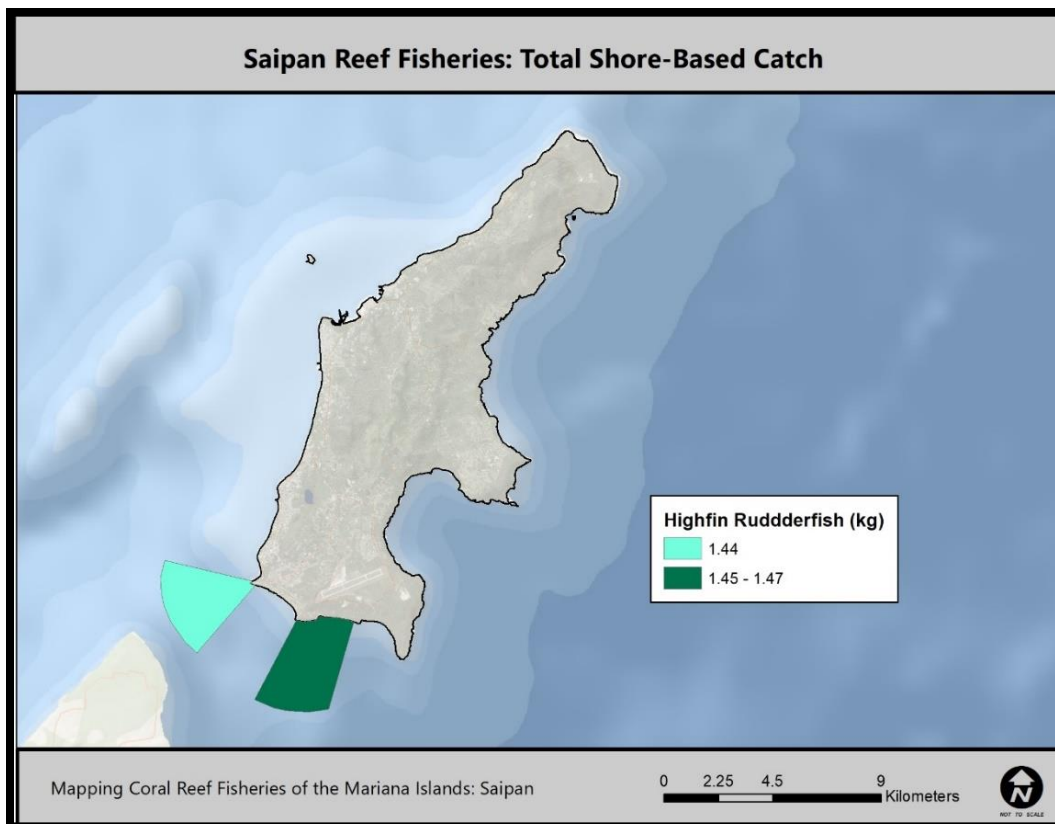 Saipan Reef Fisheries: Total Shore-Based Catch
Highfin Ruddderfish (kg)
1.44
1.45 - 1.47
Mapping Coral Reef Fisheries of the Mariana Islands: Saipan
0 2.25 4.5 9
Kilometers
N
NOT TO SCALE